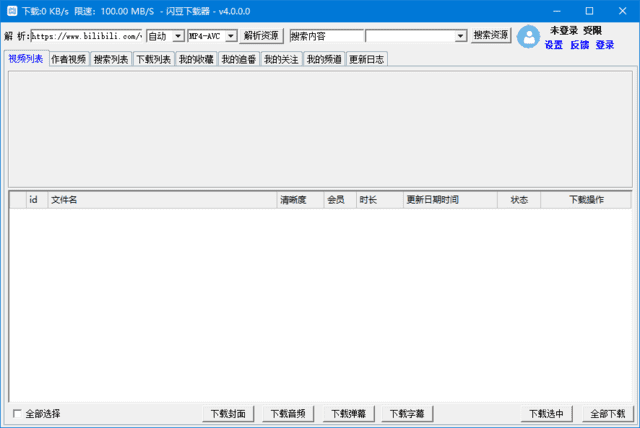 下载:0 KB/s 限速: 100.00 MB/S - 闪豆下载器 - v4.0.0.0
解 析: https://www.bilibili.com/ 自动 MP4-AVC 解析资源 搜索内容 搜索资源 未登录 受限
设置 反馈 登录
视频列表 作者视频 搜索列表 下载列表 我的收藏 我的追番 我的关注 我的频道 更新日志
id 文件名 清晰度 会员 时长 更新日期时间 状态 下载操作
全部选择 下载封面 下载音频 下载弹幕 下载字幕 下载选中 全部下载